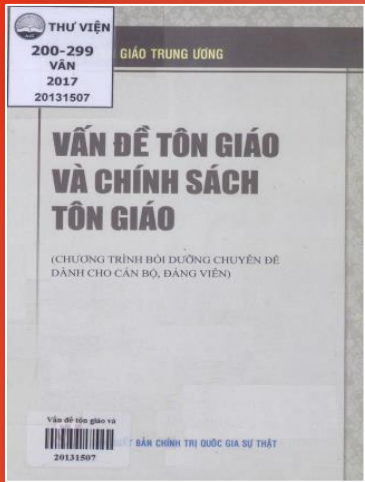 THƯ VIỆN
200-299
VÂN
2017
20131507
GIÁO TRUNG ƯƠNG
VẤN ĐỀ TÔN GIÁO
VÀ CHÍNH SÁCH
TÔN GIÁO
(CHƯƠNG TRÌNH BỒI DƯỠNG CHUYÊN ĐỀ
DÀNH CHO CÁN BỘ, ĐẢNG VIÊN)
Vấn đề tôn giáo và
20131507
BẢN CHÍNH TRỊ QUỐC GIA SỰ THẬT